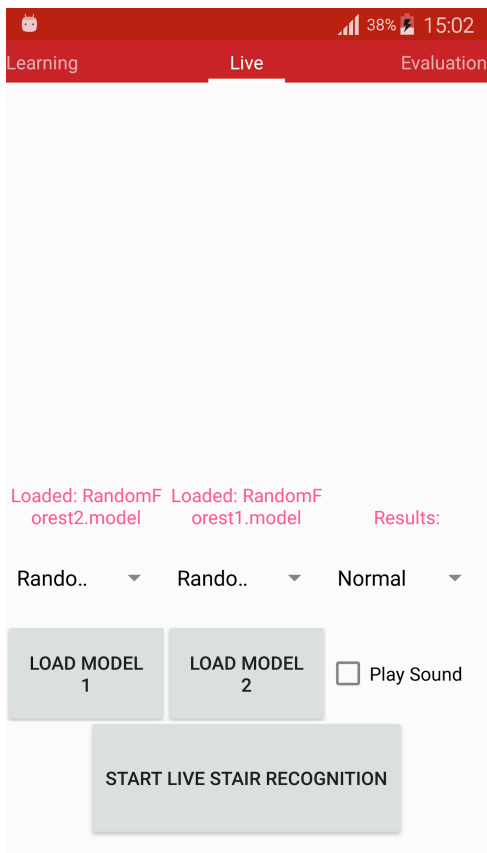 38% 15:02
Learning Live Evaluation
Loaded: RandomF Loaded: RandomF
orest2.model orest1.model Results:
Rando.. Rando.. Normal
LOAD MODEL LOAD MODEL
1 2 Play Sound
START LIVE STAIR RECOGNITION